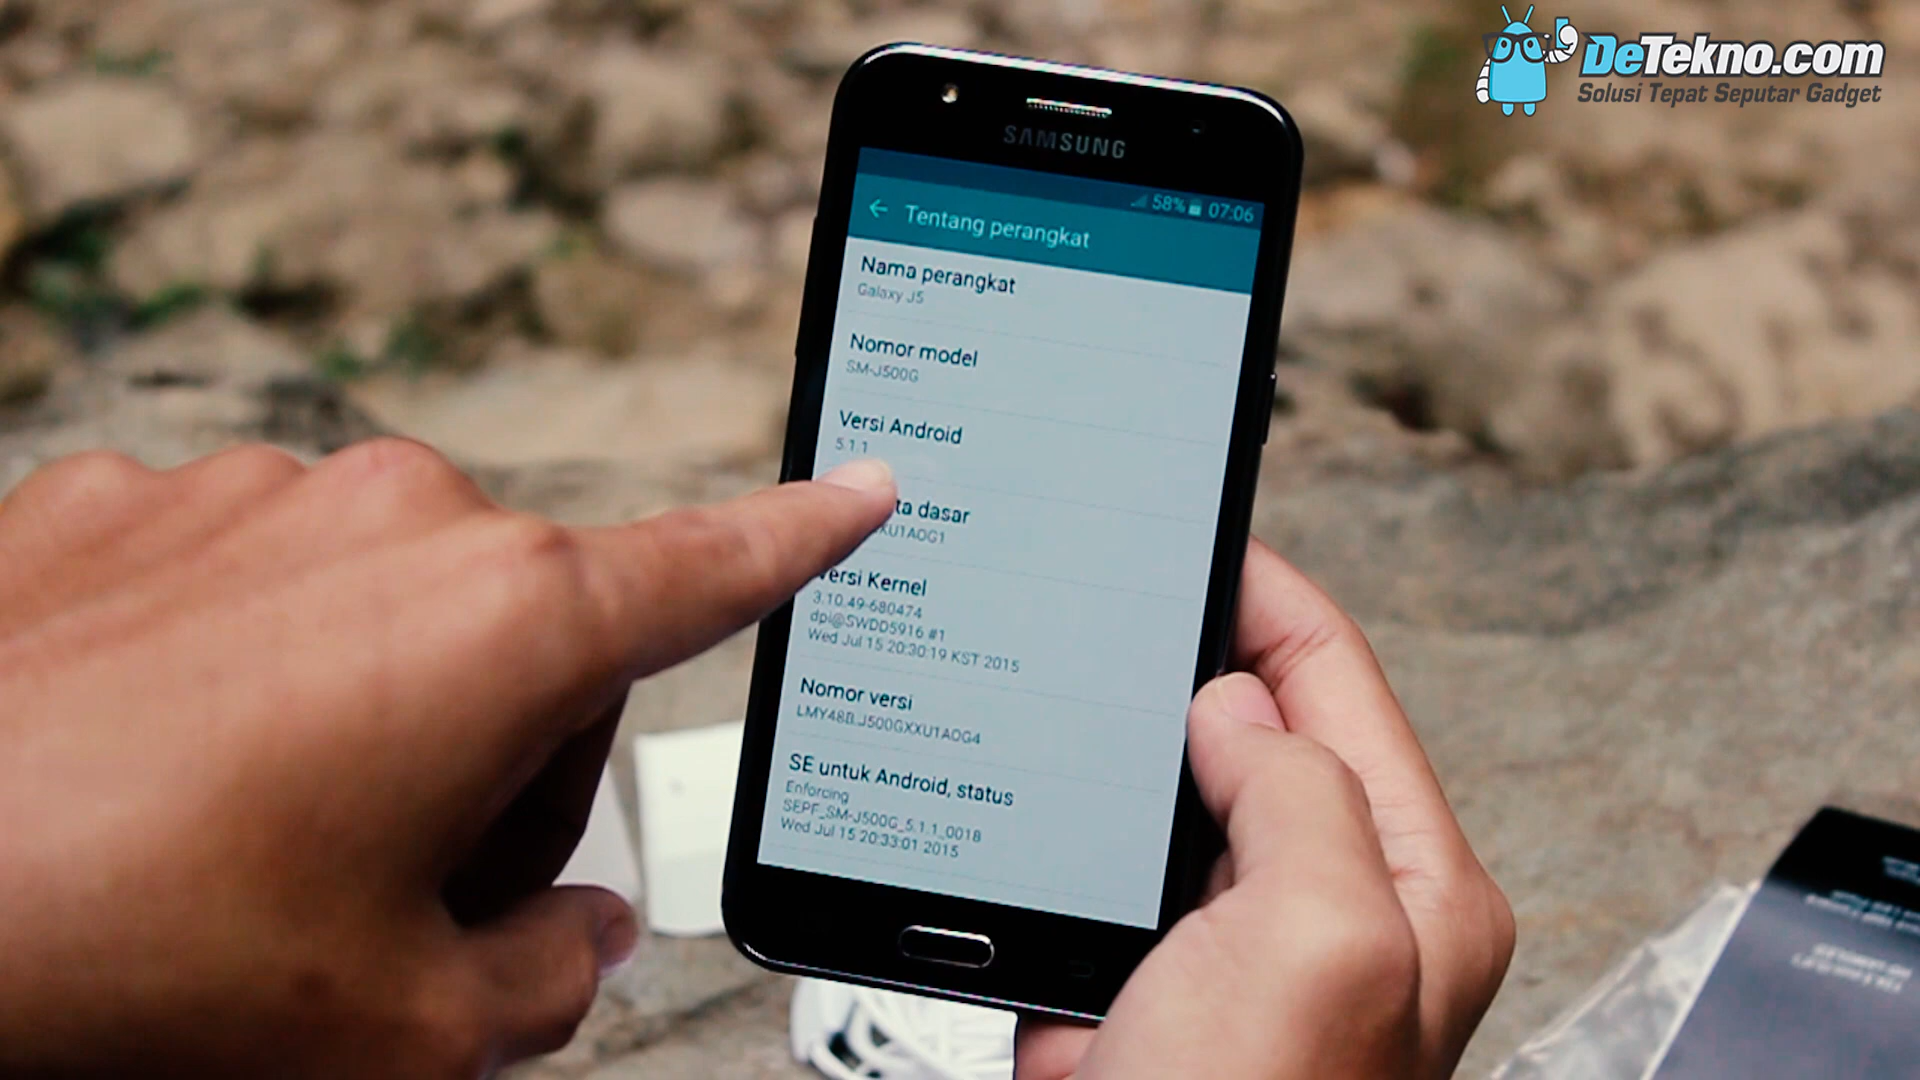 DeTekno.com
Solusi Tepat Seputar Gadget
SAMSUNG
58% 07:06
Tentang perangkat
Nama perangkat
Galaxy J5
Nomor model
SM-J500G
Versi Android
5.1.1
ta dasar
XU1AOG1
Versi Kernel
3.10.49-680474
dpi@SWDD5916 #1
Wed Jul 15 20:30:19 KST 2015
Nomor versi
LMY48B.J500GXXU1AOG4
SE untuk Android, status
Enforcing
SEPF_SM-J500G_5.1.1_0018
Wed Jul 15 20:33:01 2015